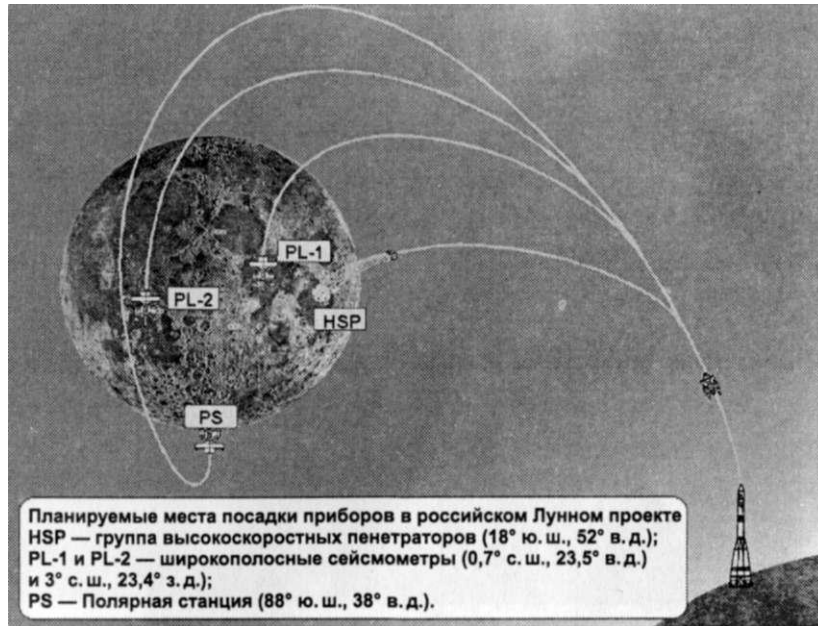 PL-1
PL-2
HSP
PS
Планируемые места посадки приборов в российском Лунном проекте
HSP — группа высокоскоростных пенетраторов (18° ю. ш., 52° в. д.);
PL-1 и PL-2 — широкополосные сейсмометры (0,7° с. ш., 23,5° в. д.)
и 3° с. ш., 23,4° з. д.);
PS — Полярная станция (88° ю. ш., 38° в. д.).